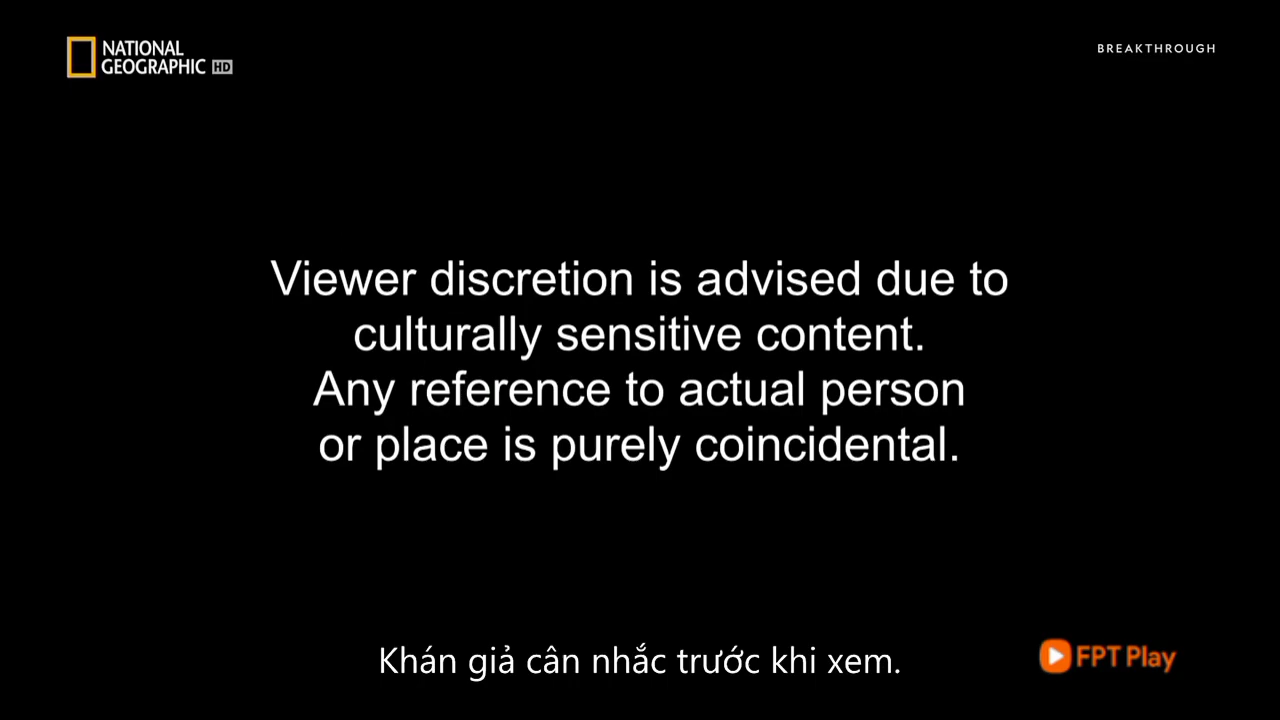 NATIONAL
GEOGRAPHIC HD
BREAKTHROUGH
Viewer discretion is advised due to
culturally sensitive content.
Any reference to actual person
or place is purely coincidental.
Khán giả cân nhắc trước khi xem.
FPT Play